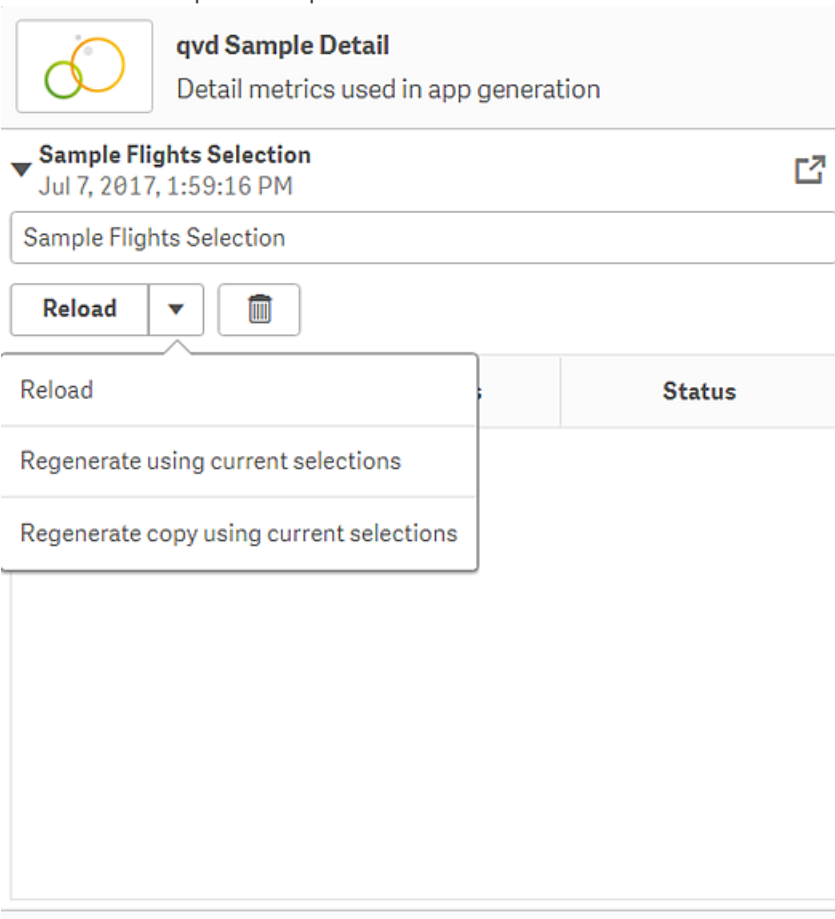 qvd Sample Detail
Detail metrics used in app generation
Sample Flights Selection
Jul 7, 2017, 1:59:16 PM
Sample Flights Selection
Reload
Reload
Status
Regenerate using current selections
Regenerate copy using current selections